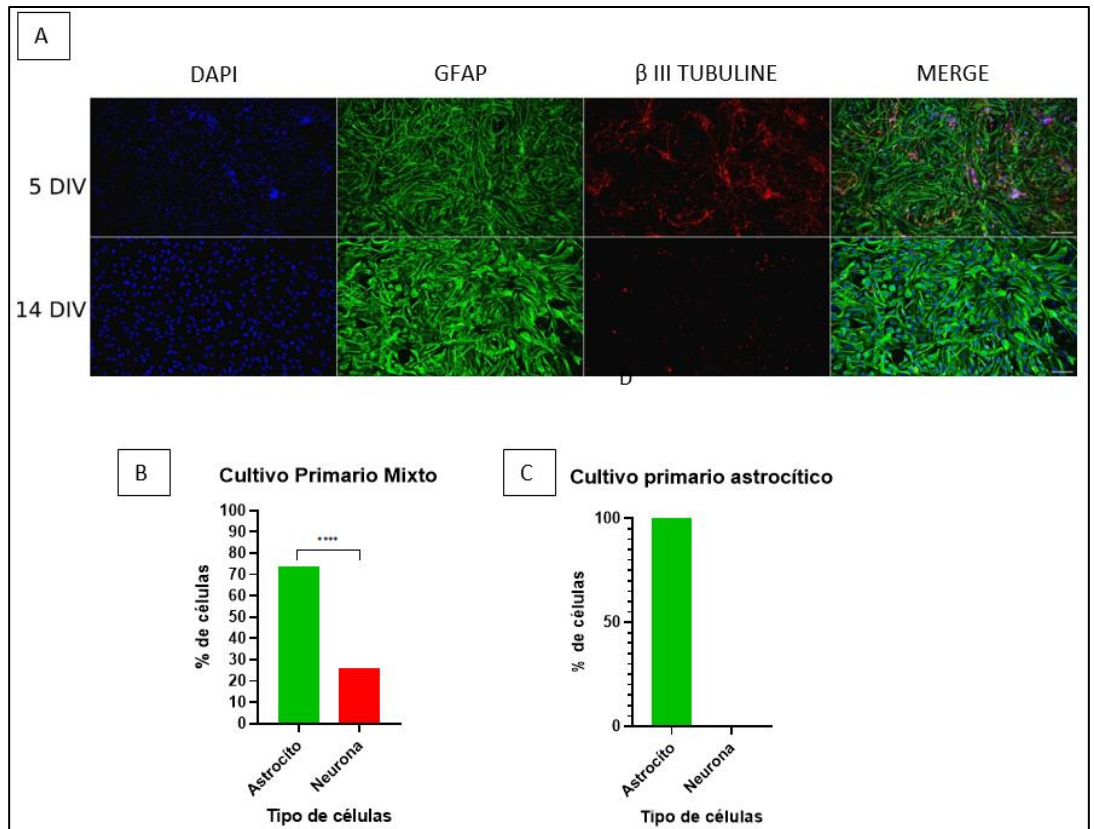 A
DAPI GFAP β III TUBULINE MERGE
5 DIV
14 DIV
D
B
Cultivo Primario Mixto
100
90
80
70
60
50
40
30
20
10
0
% de células
****
Astrocíto
Neurona
Tipo de células
C
Cultivo primario astrocítico
100
50
0
% de células
Astrocíto
Neurona
Tipo de células